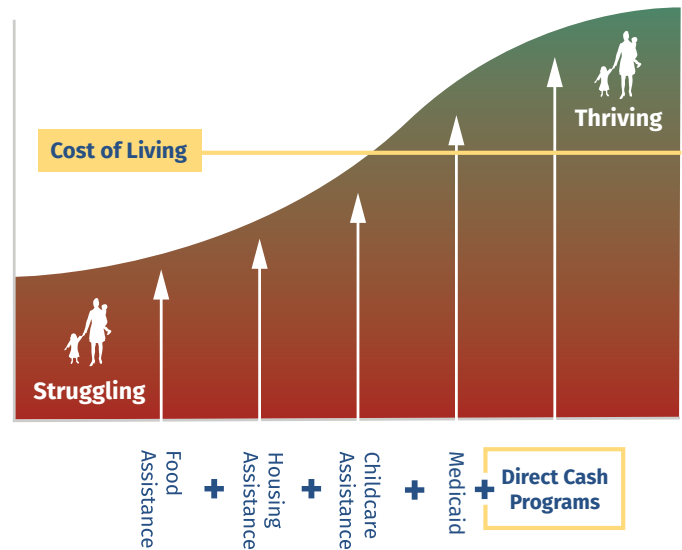 Thriving
Cost of Living
Struggling
Food
Assistance
+
Housing
Assistance
+
Childcare
Assistance
+
Medicaid
+
Direct Cash
Programs